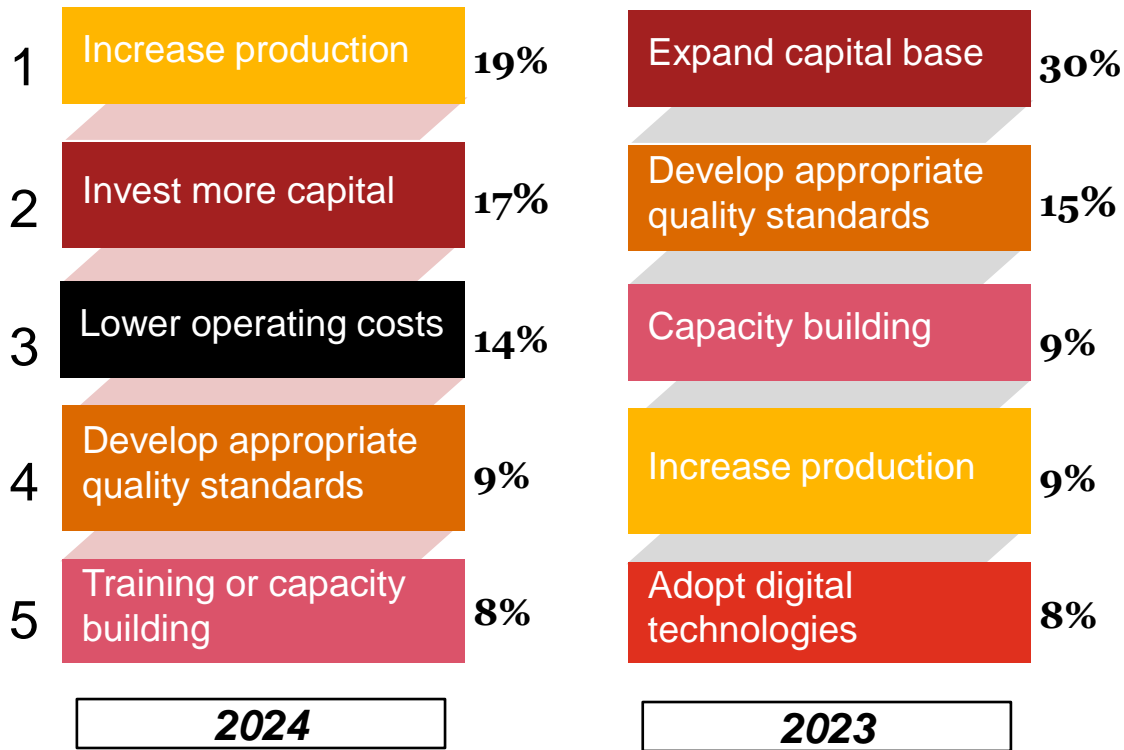 1
Increase production
19%
Expand capital base
30%
2
Invest more capital
17%
Develop appropriate
quality standards
15%
3
Lower operating costs
14%
Capacity building
9%
4
Develop appropriate
quality standards
9%
Increase production
9%
5
Training or capacity
building
8%
Adopt digital
technologies
8%
2024
2023